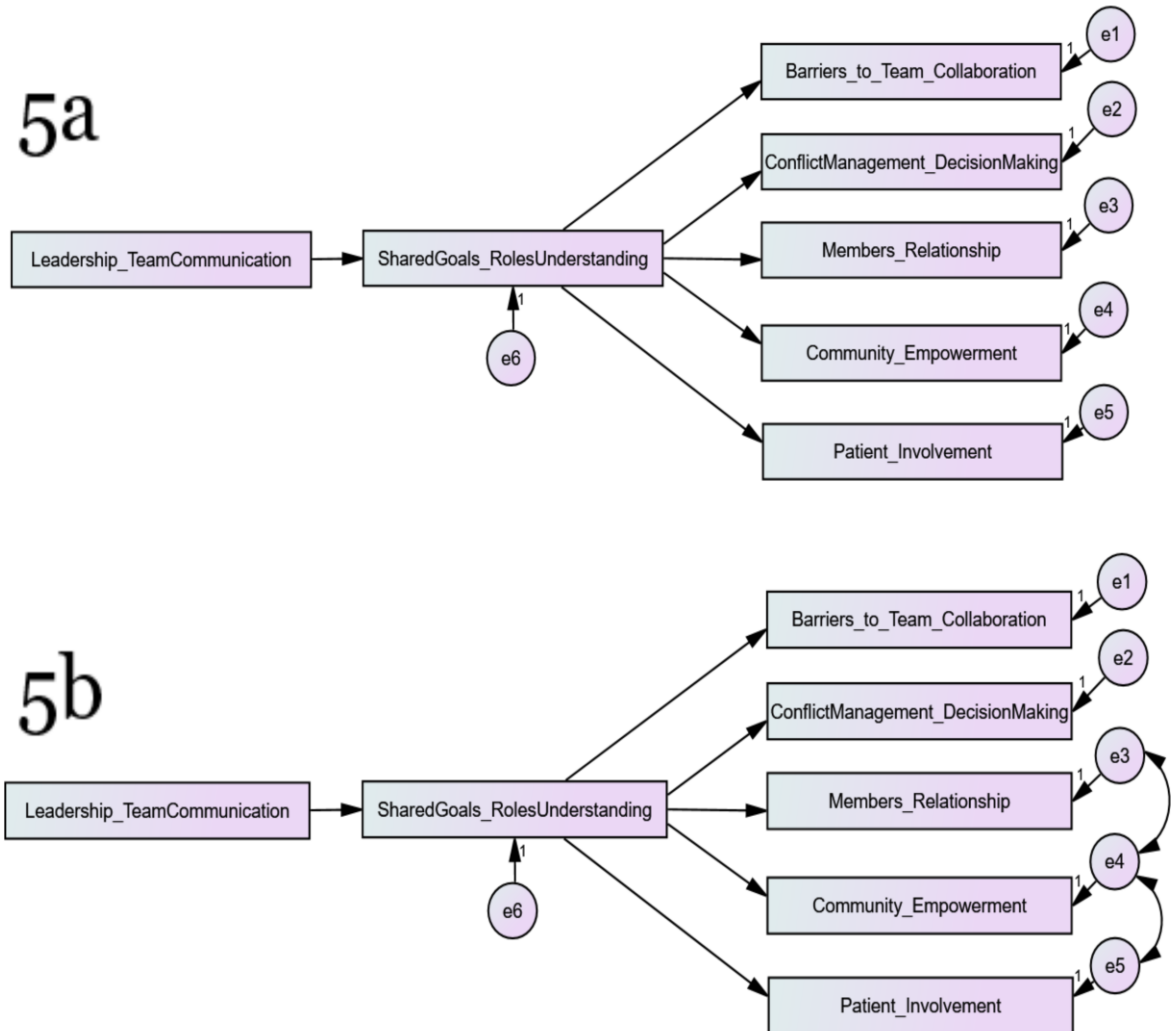 5a
e1
1
Barriers_to_Team_Collaboration
e2
1
ConflictManagement_DecisionMaking
e3
1
Members_Relationship
Leadership_TeamCommunication
SharedGoals_RolesUnderstanding
1
e6
e4
1
Community_Empowerment
e5
1
Patient_Involvement
5b
e1
1
Barriers_to_Team_Collaboration
e2
1
ConflictManagement_DecisionMaking
e3
1
Members_Relationship
Leadership_TeamCommunication
SharedGoals_RolesUnderstanding
1
e6
e4
1
Community_Empowerment
e5
1
Patient_Involvement